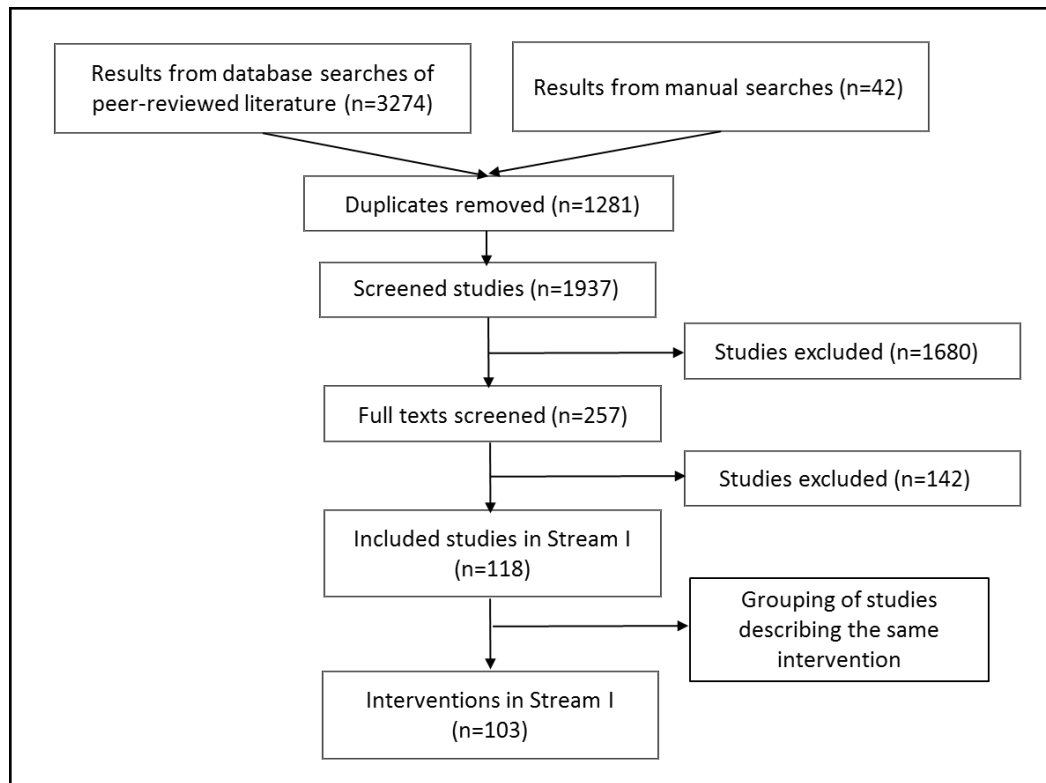 Results from database searches of
peer-reviewed literature (n=3274)
Results from manual searches (n=42)
Duplicates removed (n=1281)
Screened studies (n=1937)
Studies excluded (n=1680)
Full texts screened (n=257)
Studies excluded (n=142)
Included studies in Stream I
(n=118)
Grouping of studies
describing the same
intervention
Interventions in Stream I
(n=103)